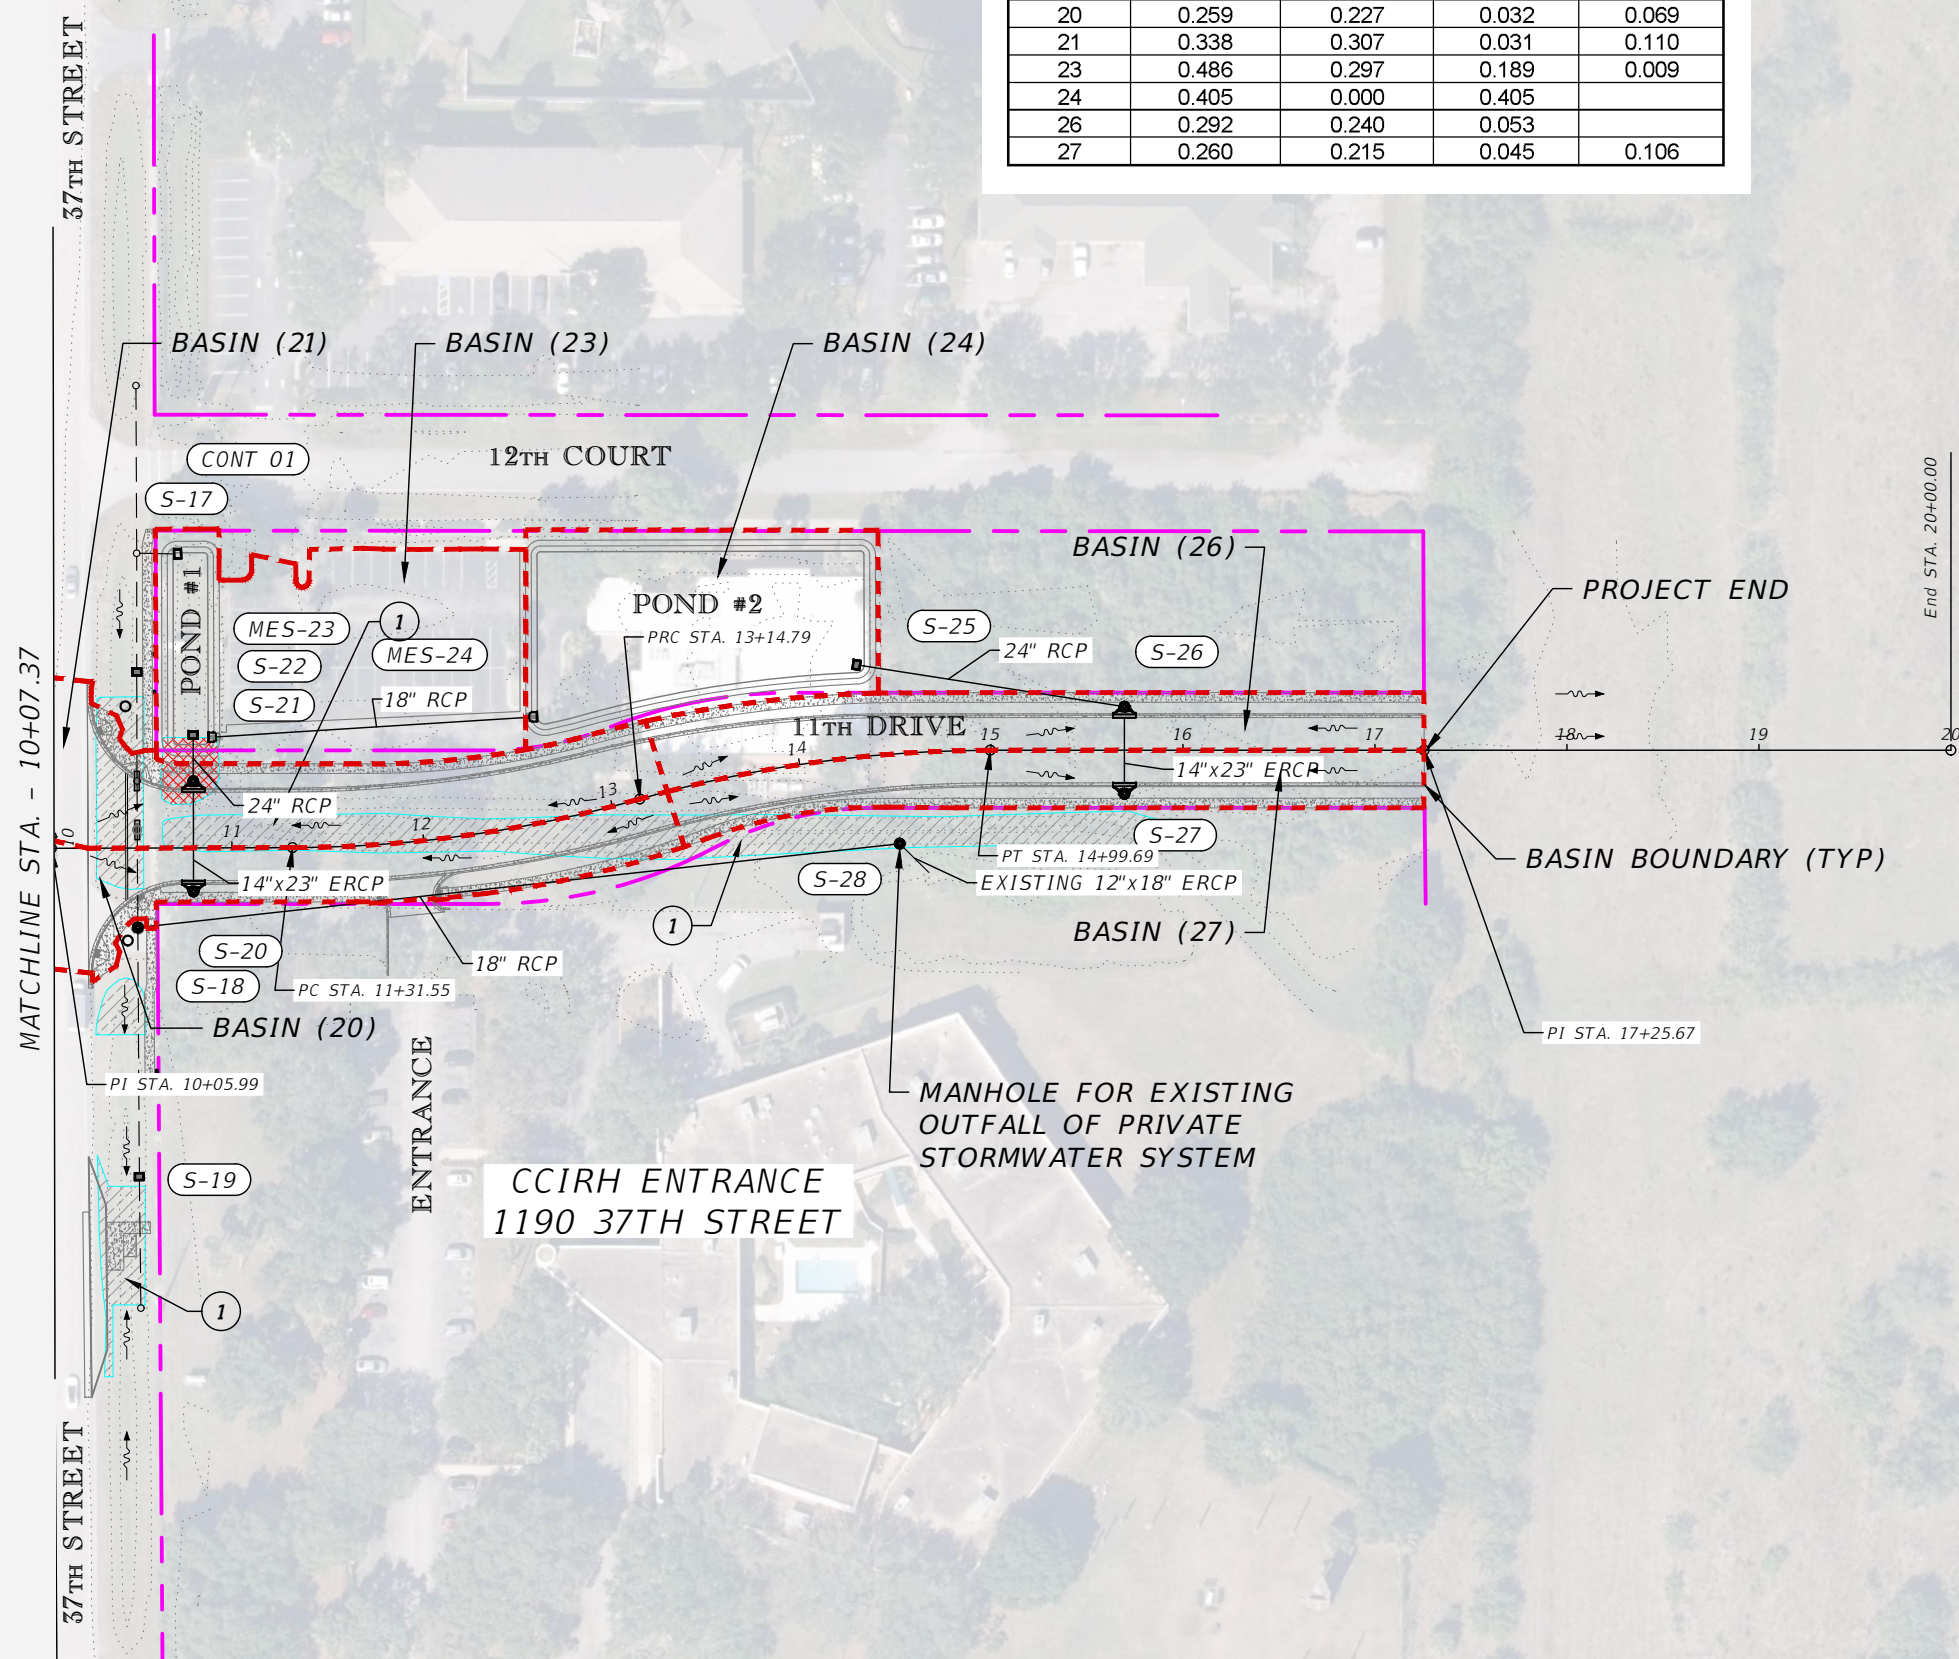 20 0.259 0.227 0.032 0.069
21 0.338 0.307 0.031 0.110
23 0.486 0.297 0.189 0.009
24 0.405 0.000 0.405
26 0.292 0.240 0.053
27 0.260 0.215 0.045 0.106
37TH STREET
BASIN (21)
BASIN (23)
BASIN (24)
12TH COURT
CONT 01
S-17
End STA. 20+00.00
BASIN (26)
PROJECT END
POND #1
POND #2
MES-23
1
PRC STA. 13+14.79
S-25
MES-24
S-22
24" RCP
S-26
S-21
18" RCP
MATCHLINE STA. - 10+07.37
11TH DRIVE
10
11
12
13
14
15
16
17
18
19
20
24" RCP
14"x23" ERCP
S-27
PT STA. 14+99.69
BASIN BOUNDARY (TYP)
14"x23" ERCP
S-28
EXISTING 12"x18" ERCP
1
BASIN (27)
S-20
18" RCP
S-18
PC STA. 11+31.55
BASIN (20)
PI STA. 17+25.67
PI STA. 10+05.99
ENTRANCE
MANHOLE FOR EXISTING
OUTFALL OF PRIVATE
STORMWATER SYSTEM
S-19
CCIRH ENTRANCE
1190 37TH STREET
1
37TH STREET